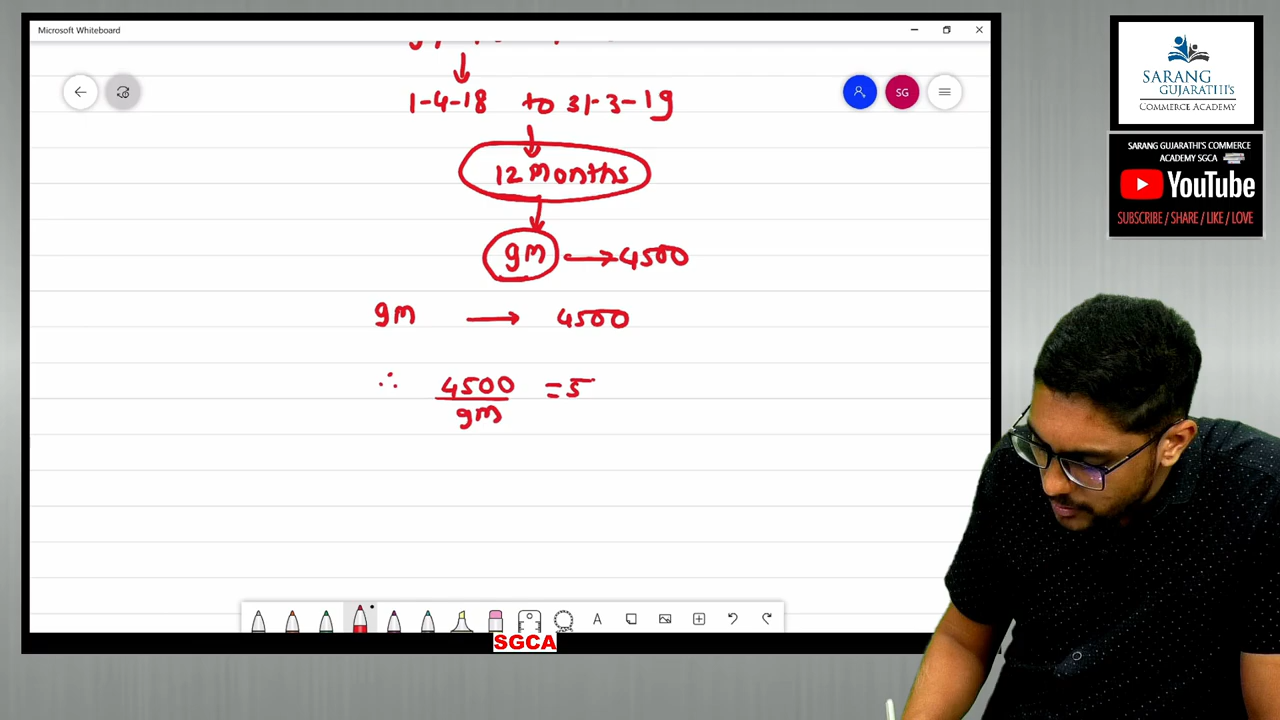 Microsoft Whiteboard
1-4-18 to 31-3-19
12 Months
9M → 4500
9M → 4500
∴ 4500/9M = 5
SG
SARANG
GUJARATHI'S
COMMERCE ACADEMY
SARANG GUJARATHI'S COMMERCE
ACADEMY SGCA
YouTube
SUBSCRIBE / SHARE / LIKE / LOVE
A
SGCA